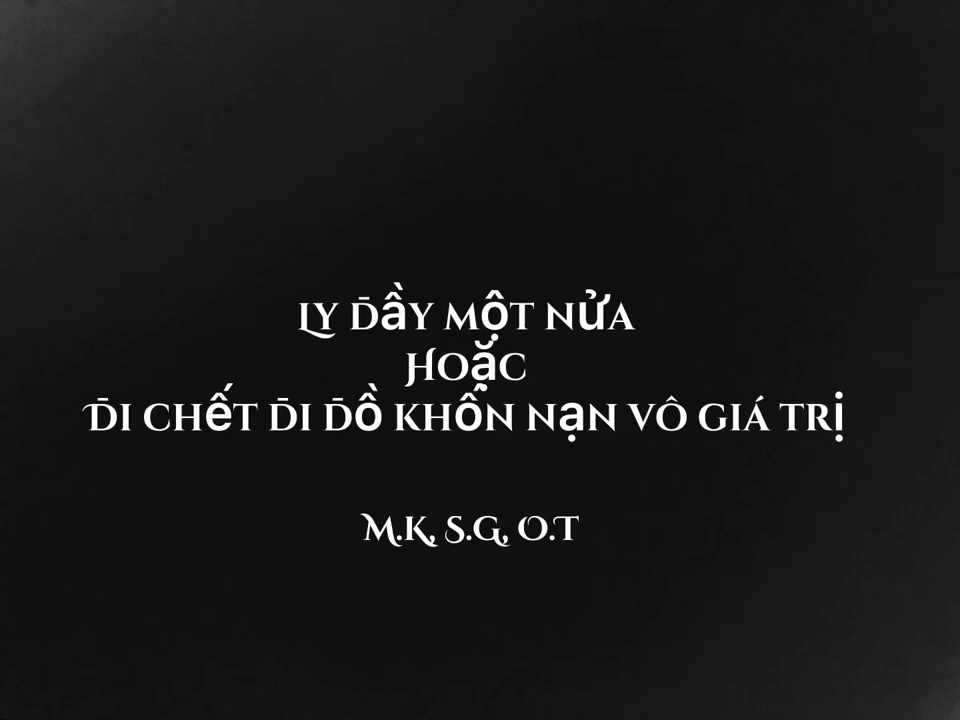 Ly đầy một nửa
Hoặc
Đi chết đi đồ khốn nạn vô giá trị
M.K, S.G, O.T